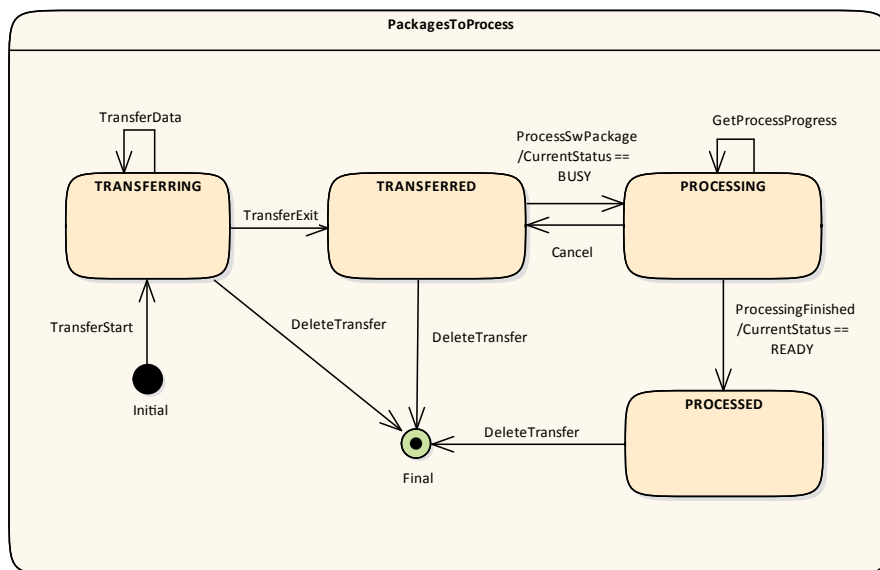 PackagesToProcess
TransferData
GetProcessProgress
ProcessSwPackage
/CurrentStatus ==
BUSY
TRANSFERRING
TRANSFERRED
PROCESSING
TransferExit
Cancel
TransferStart
DeleteTransfer
DeleteTransfer
ProcessingFinished
/CurrentStatus ==
READY
Initial
PROCESSED
DeleteTransfer
Final